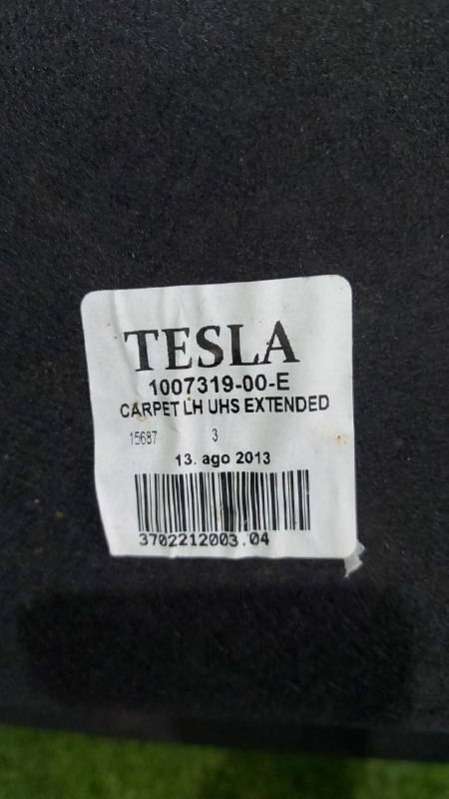 TESLA
1007319-00-E
CARPET LH UHS EXTENDED
15687 3
13. ago 2013
3702212003.04